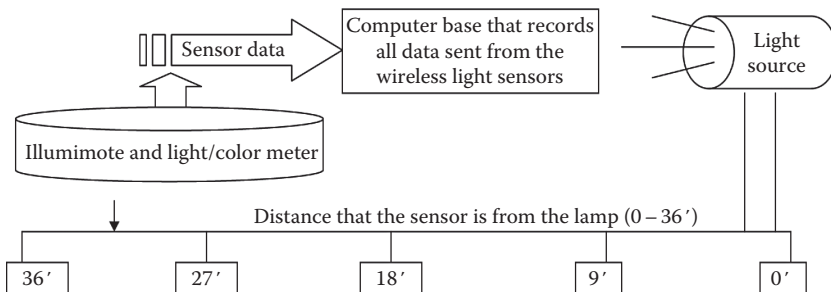 Sensor data
Computer base that records
all data sent from the
wireless light sensors
Light
source
Illumimote and light/color meter
Distance that the sensor is from the lamp (0 – 36′)
36′
27′
18′
9′
0′